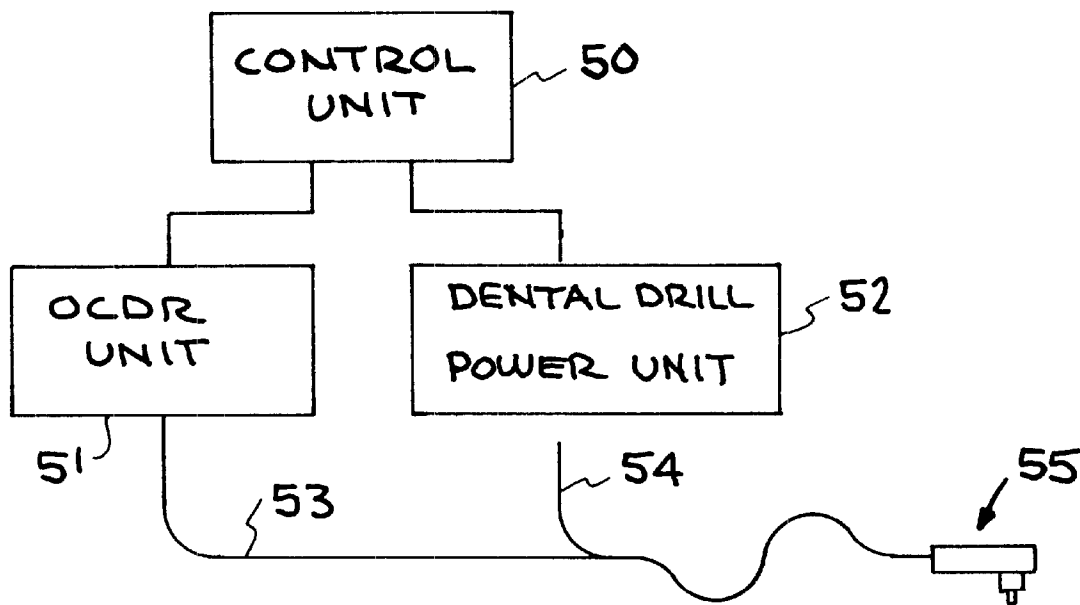 CONTROL
UNIT
50
OCDR
UNIT
51
DENTAL DRILL
POWER UNIT
52
53
54
55